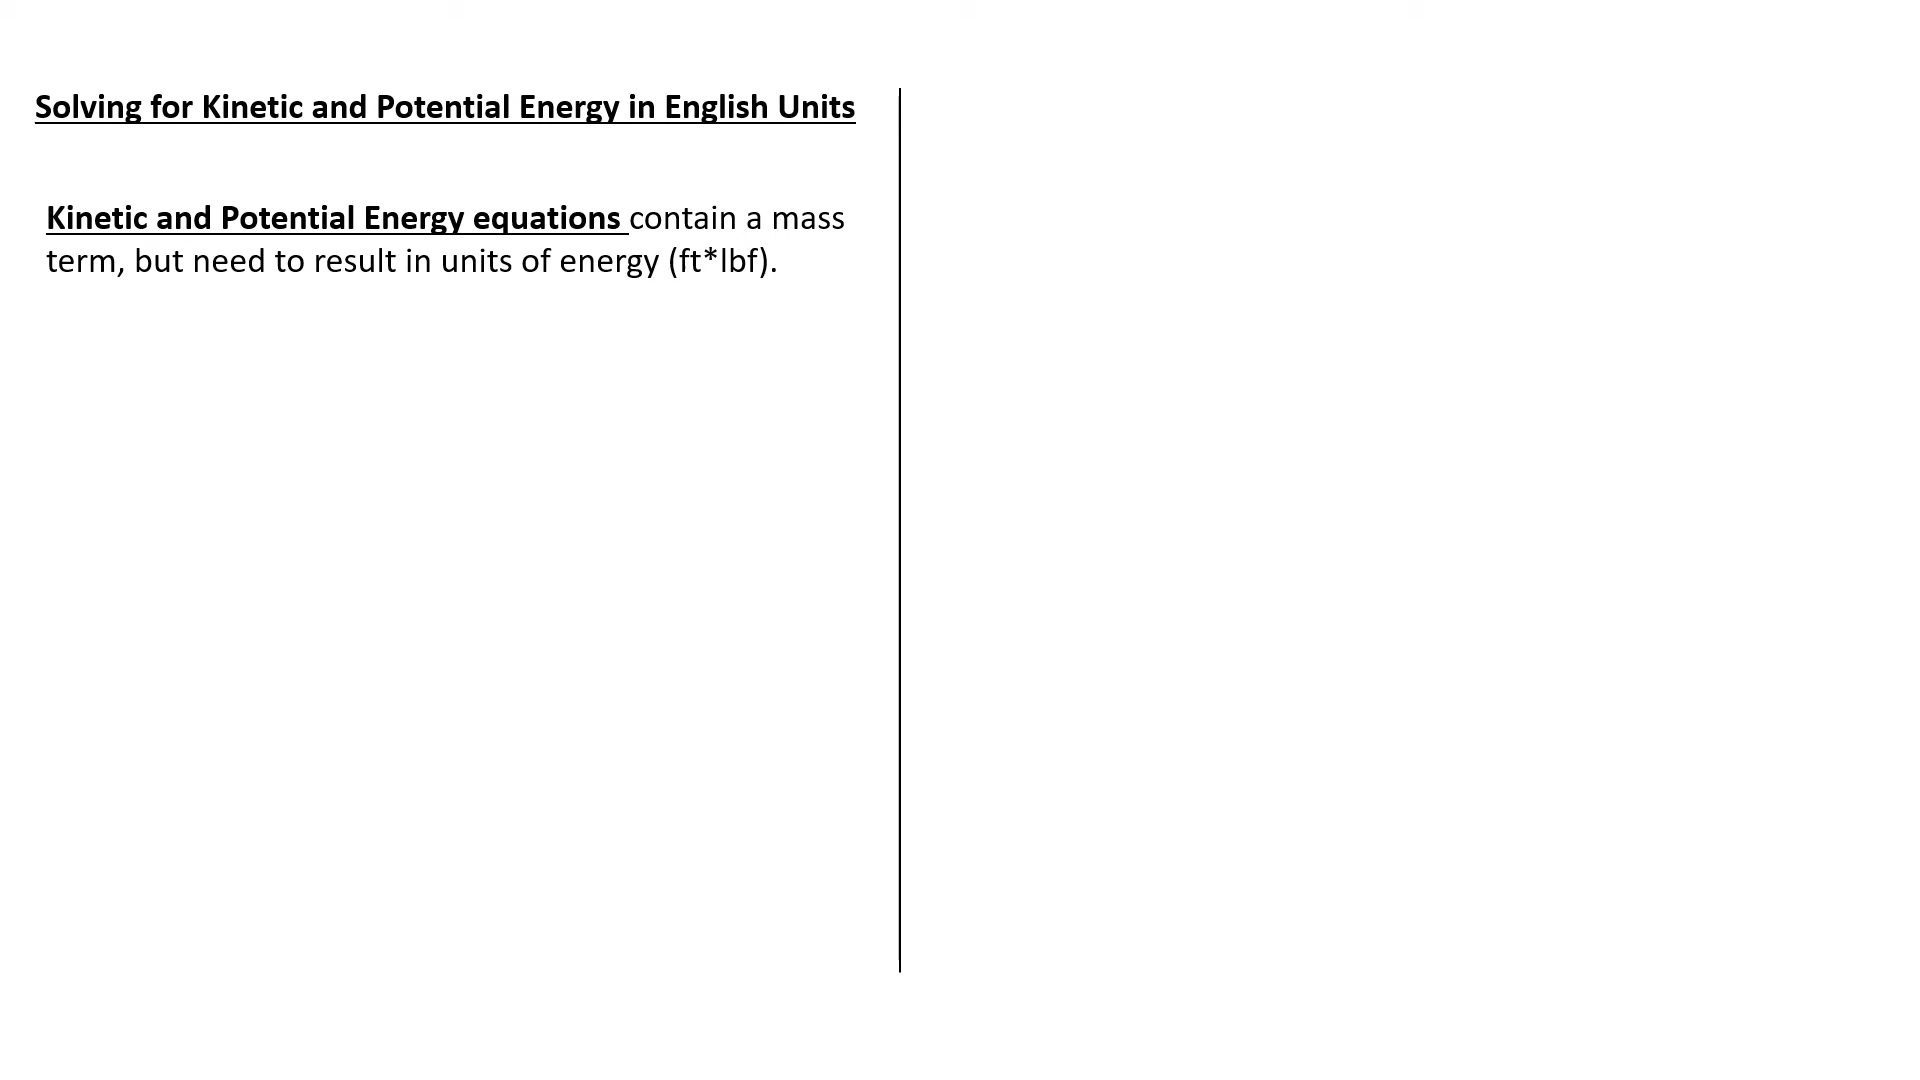 Solving for Kinetic and Potential Energy in English Units
Kinetic and Potential Energy equations contain a mass
term, but need to result in units of energy (ft*lbf).